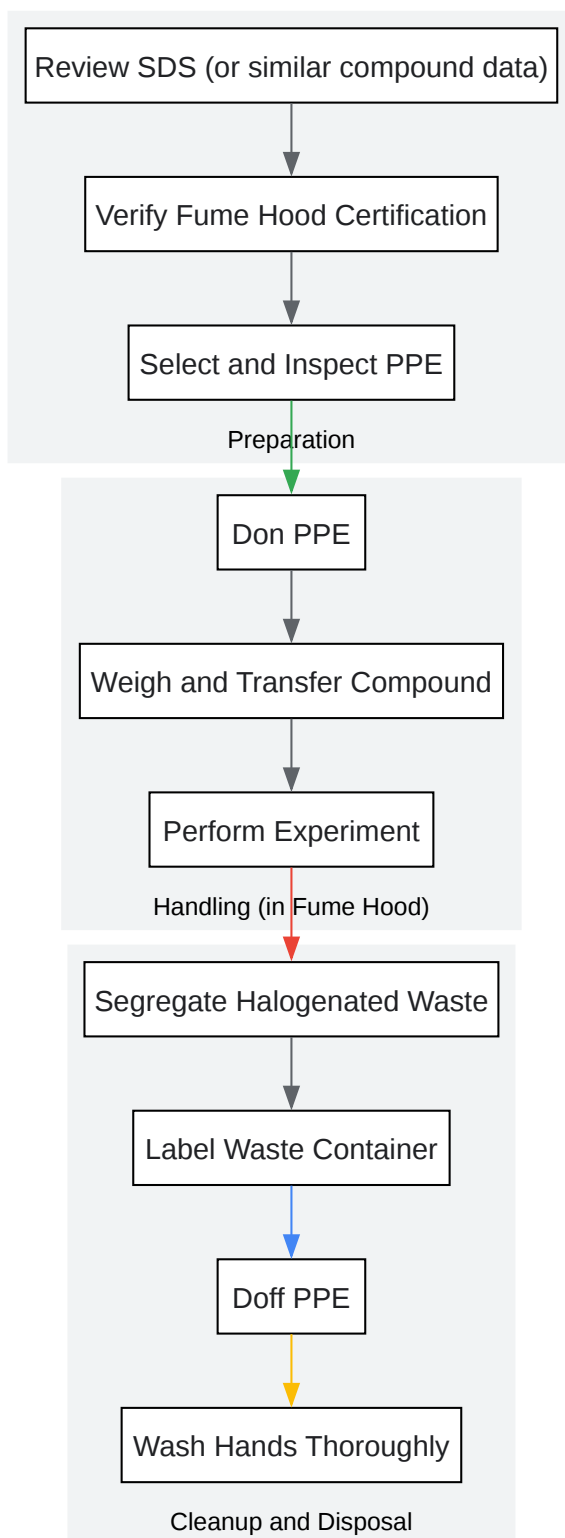 Review SDS (or similar compound data)
Verify Fume Hood Certification
Select and Inspect PPE
Preparation
Don PPE
Weigh and Transfer Compound
Perform Experiment
Handling (in Fume Hood)
Segregate Halogenated Waste
Label Waste Container
Doff PPE
Wash Hands Thoroughly
Cleanup and Disposal